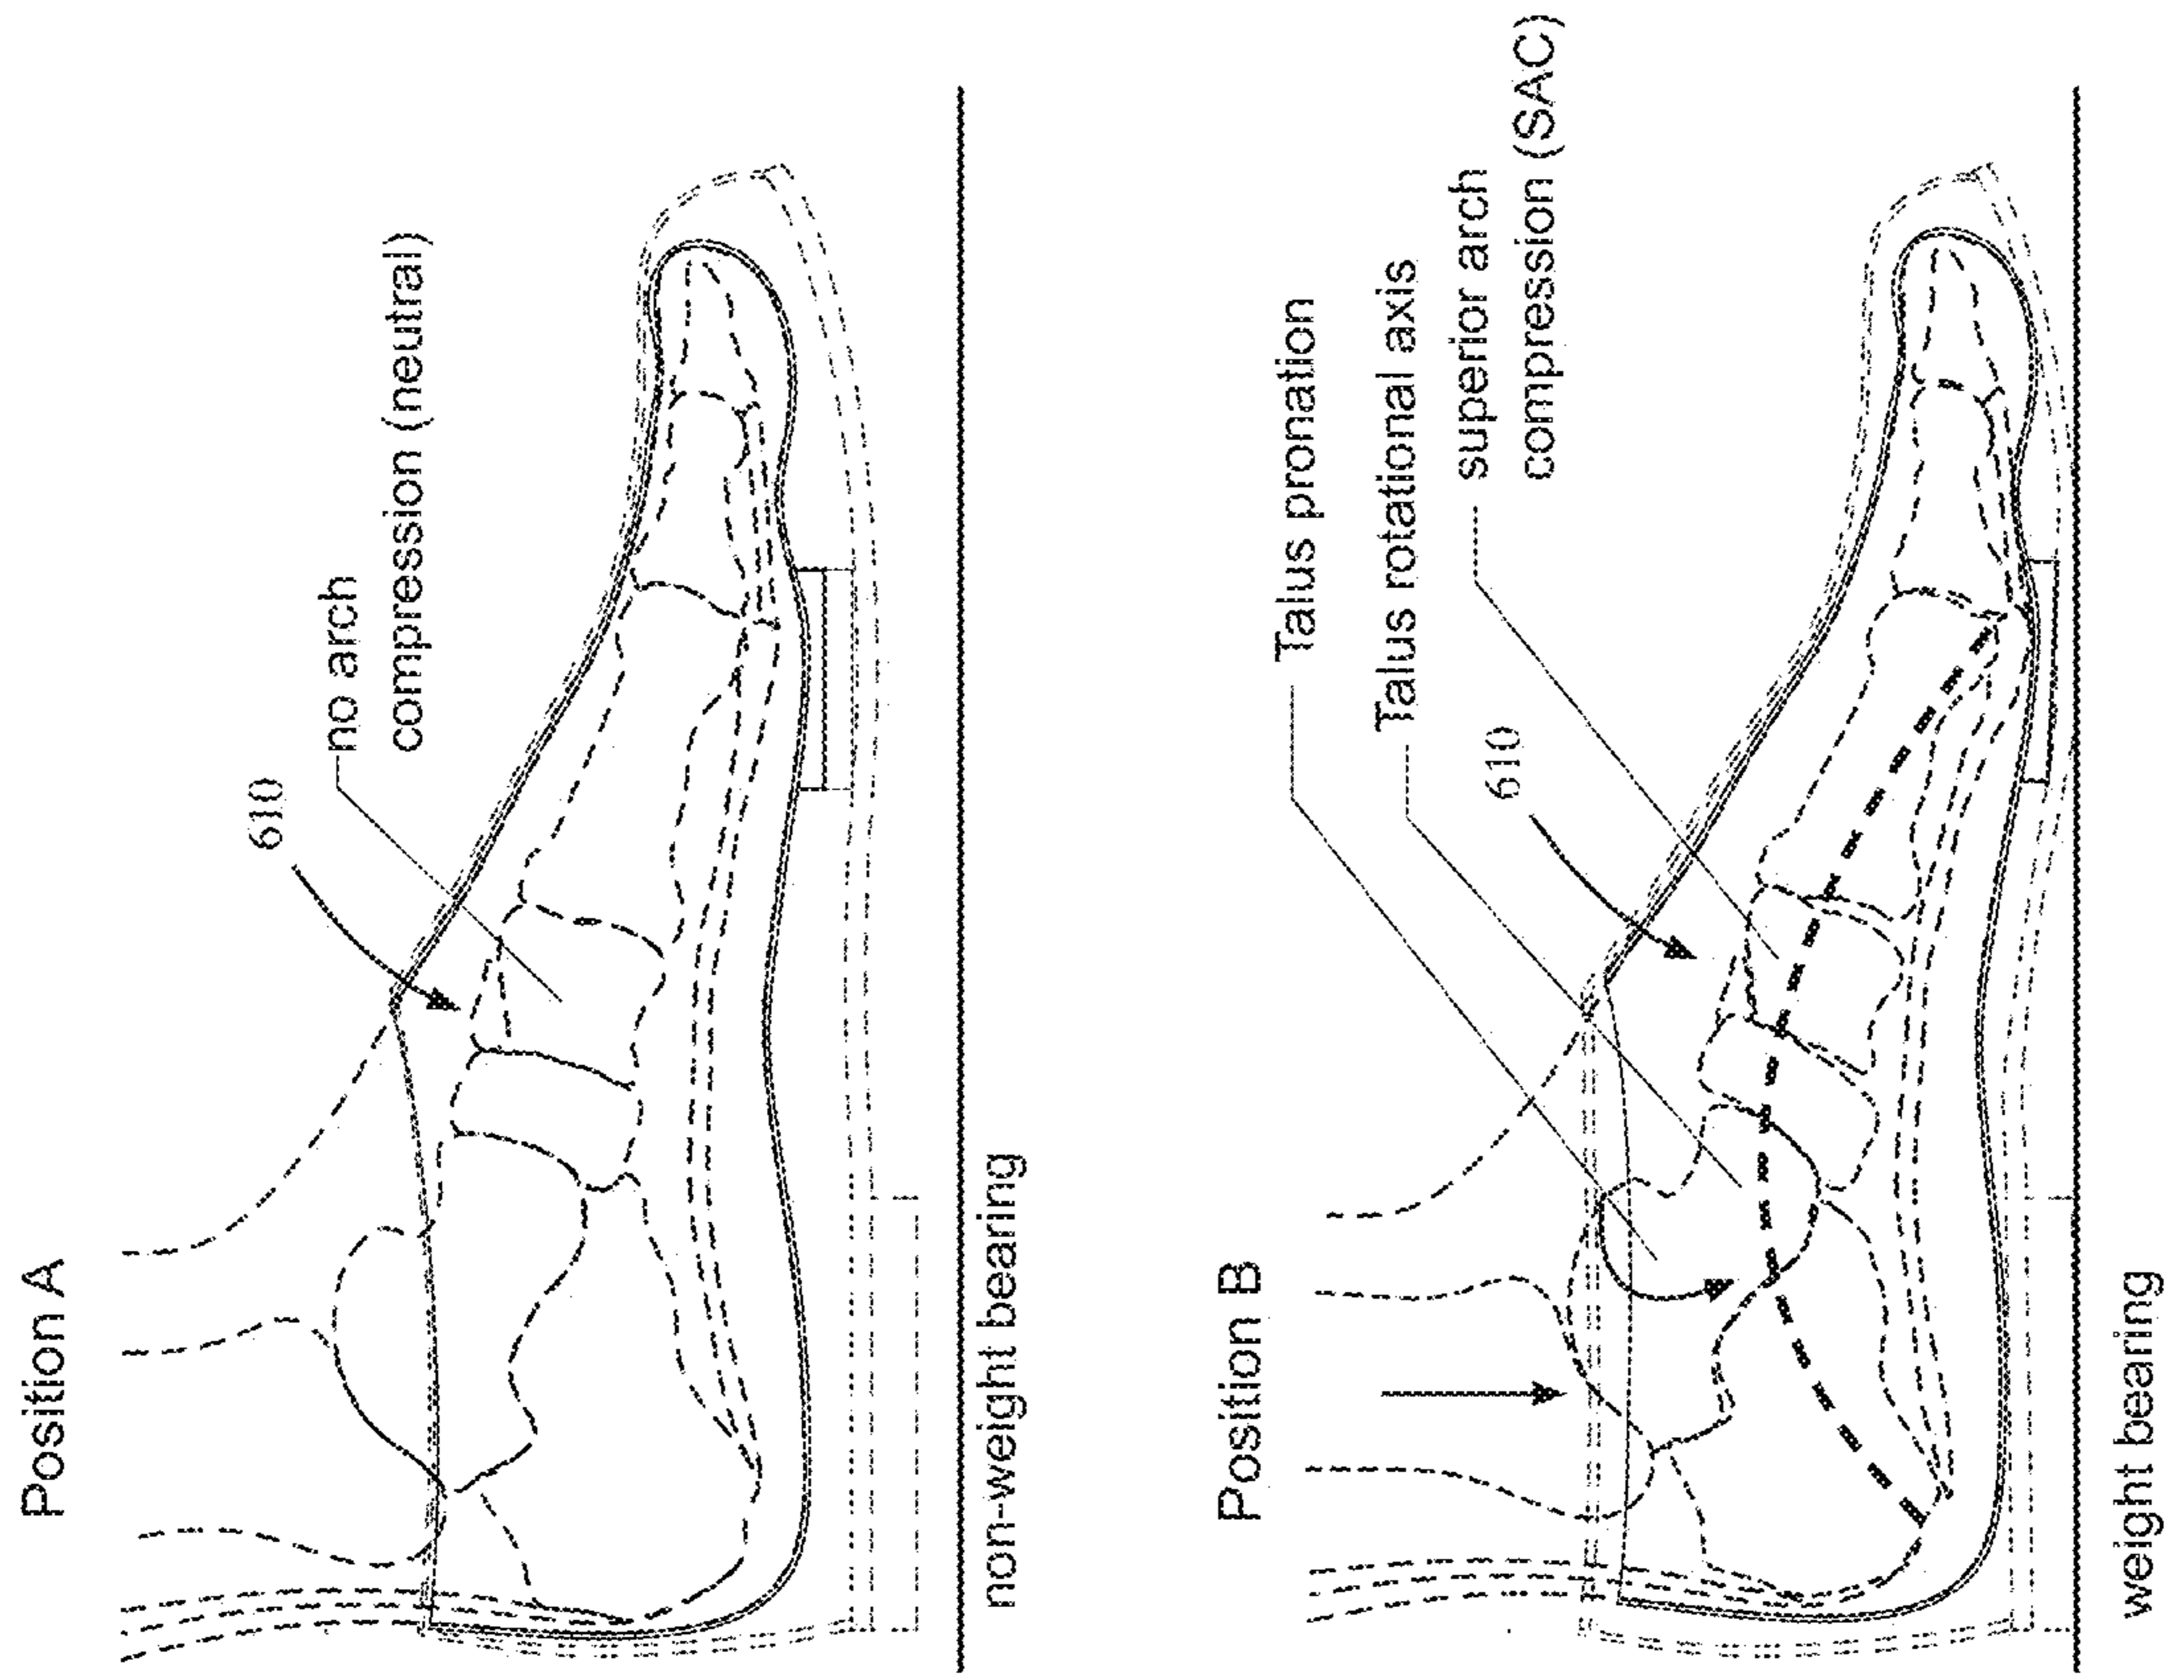 Position A
610
no arch
compression (neutral)
non-weight bearing
Position B
Talus pronation
Talus rotational axis
610
superior arch
compression (SAC)
weight bearing